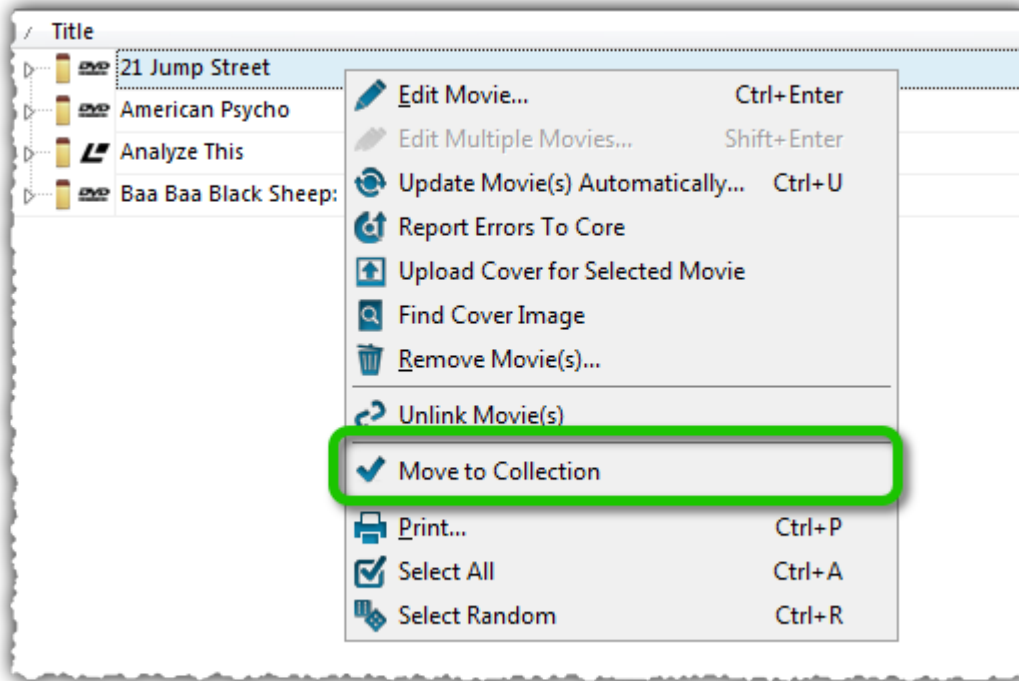 Title
21 Jump Street
American Psycho
Analyze This
Baa Baa Black Sheep:
Edit Movie... Ctrl+Enter
Edit Multiple Movies... Shift+Enter
Update Movie(s) Automatically... Ctrl+U
Report Errors To Core
Upload Cover for Selected Movie
Find Cover Image
Remove Movie(s)...
Unlink Movie(s)
Move to Collection
Print... Ctrl+P
Select All Ctrl+A
Select Random Ctrl+R